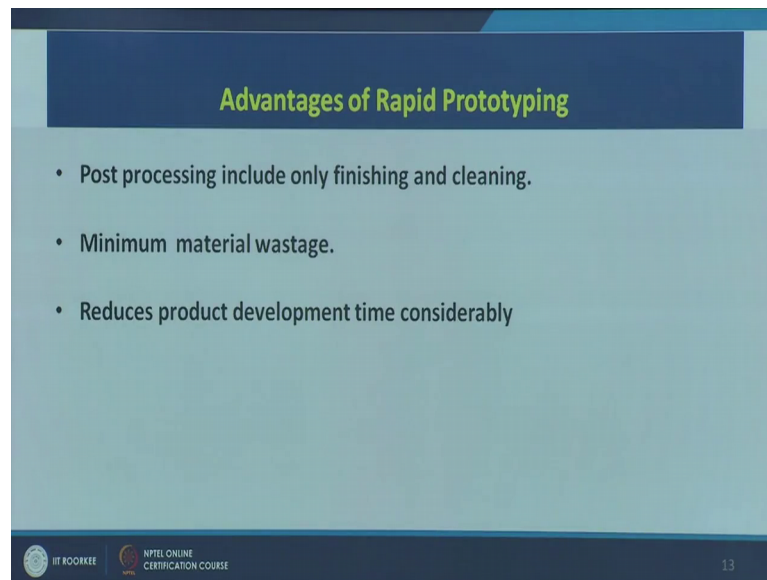 Advantages of Rapid Prototyping
• Post processing include only finishing and cleaning.
• Minimum material wastage.
• Reduces product development time considerably
IIT ROORKEE
NPTEL ONLINE
CERTIFICATION COURSE
NPTEL
13